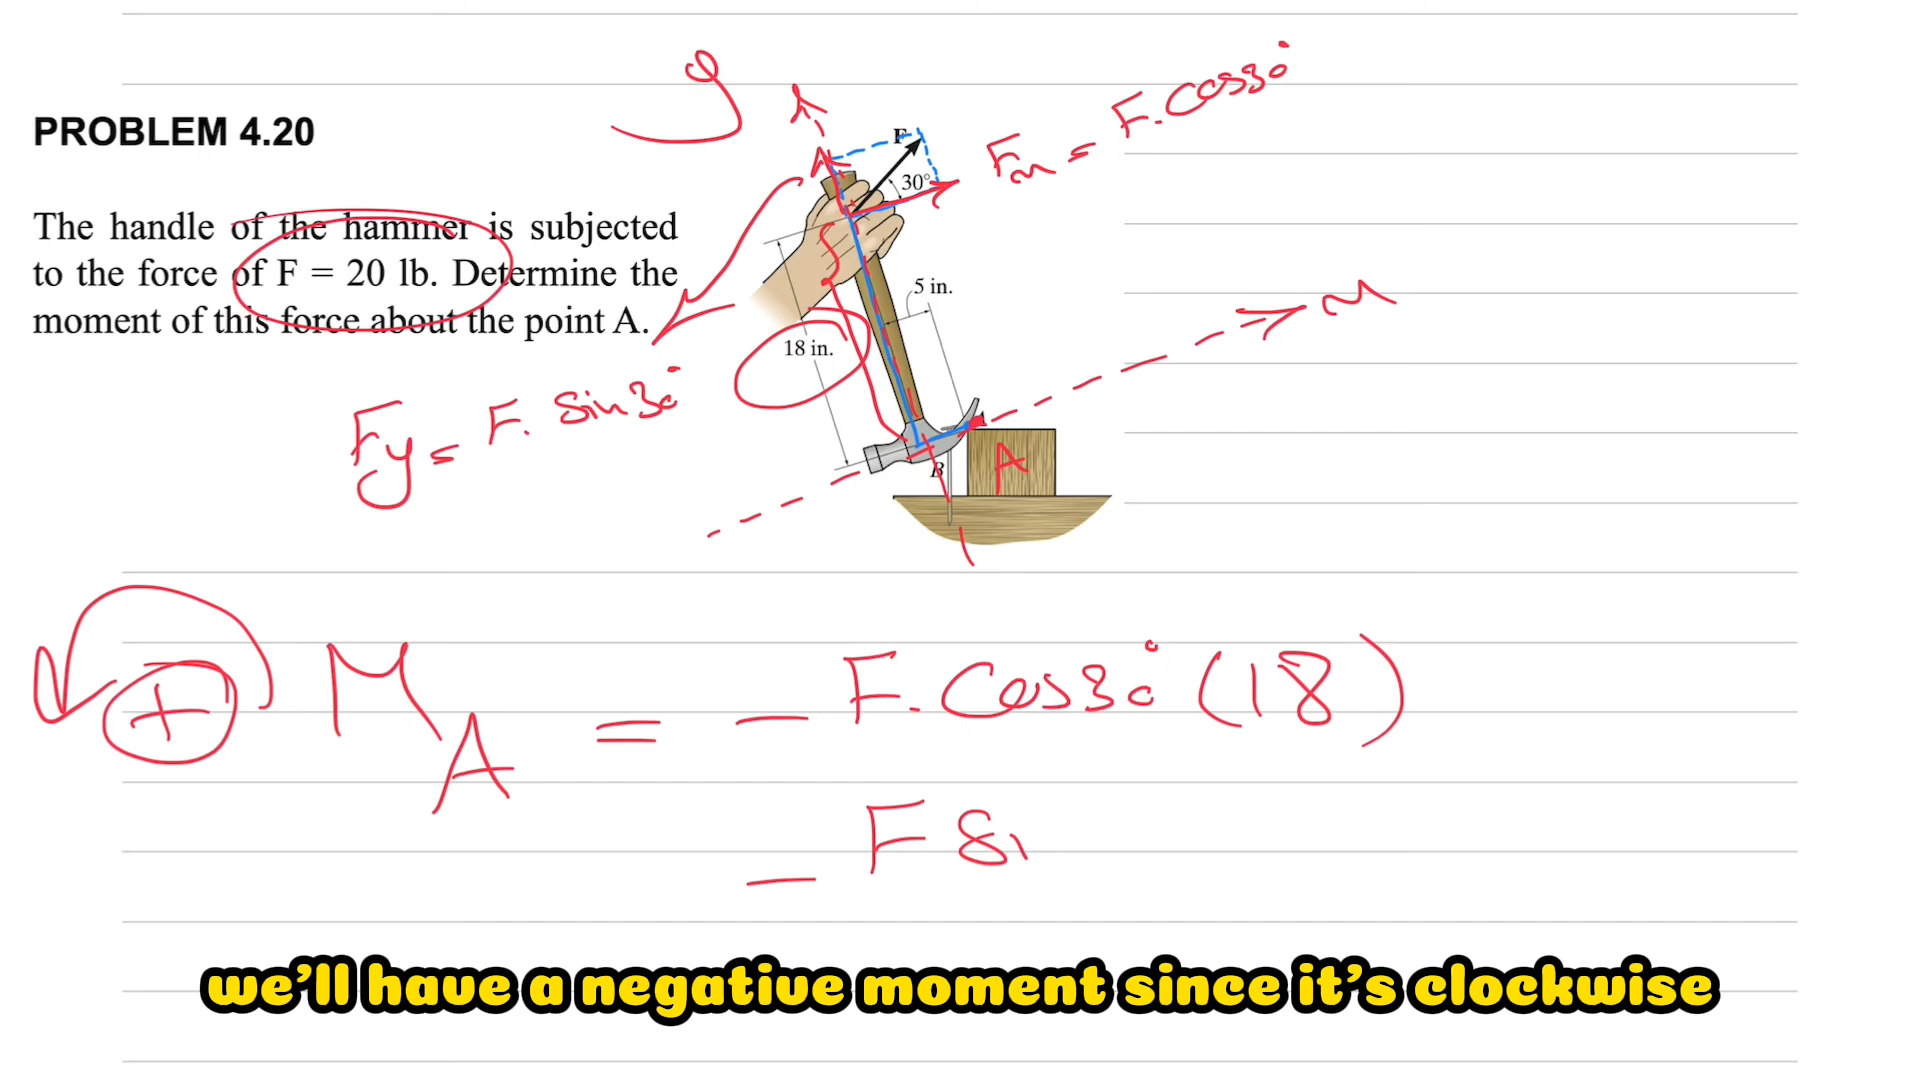 PROBLEM 4.20
The handle of the hammer is subjected
to the force of F = 20 lb. Determine the
moment of this force about the point A.
y
F
30°
Fx = F. Cos30°
5 in.
18 in.
x
Fy = F. Sin30°
A
B
A
+ MA = – F. Cos30° (18)
– F Si
we'll have a negative moment since it's clockwise